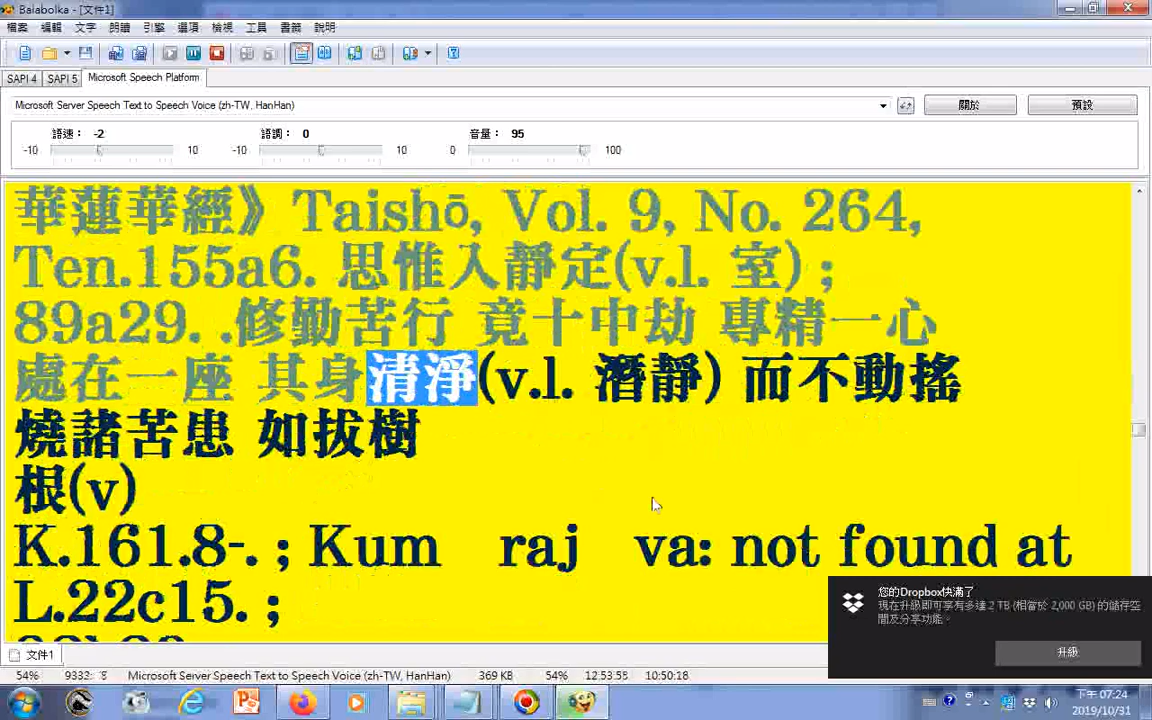 Balabolka - [文件1]
檔案 編輯 文字 朗讀 引擎 選項 檢視 工具 書籤 說明
SAPI 4 SAPI 5 Microsoft Speech Platform
Microsoft Server Speech Text to Speech Voice (zh-TW, HanHan) 關於 預設
語速： -2 語調： 0 音量： 95
-10 10 -10 10 0 100
華蓮華經》Taishō, Vol. 9, No. 264,
Ten.155a6. 思惟入靜定(v.l. 室) ;
89a29. .修勤苦行 竟十中劫 專精一心
處在一座 其身清淨(v.l. 潛靜) 而不動搖
燒諸苦患 如拔樹
根(v)
K.161.8-. ; Kum raj va: not found at
L.22c15. ;
您的Dropbox快滿了
現在升級即可享有多達 2 TB (相當於 2,000 GB) 的儲存空
間及分享功能。
升級
文件1
54% Microsoft Server Speech Text to Speech Voice (zh-TW, HanHan) 369 KB 54% 12:53:58 10:50:18
下午 07:24
2019/10/31